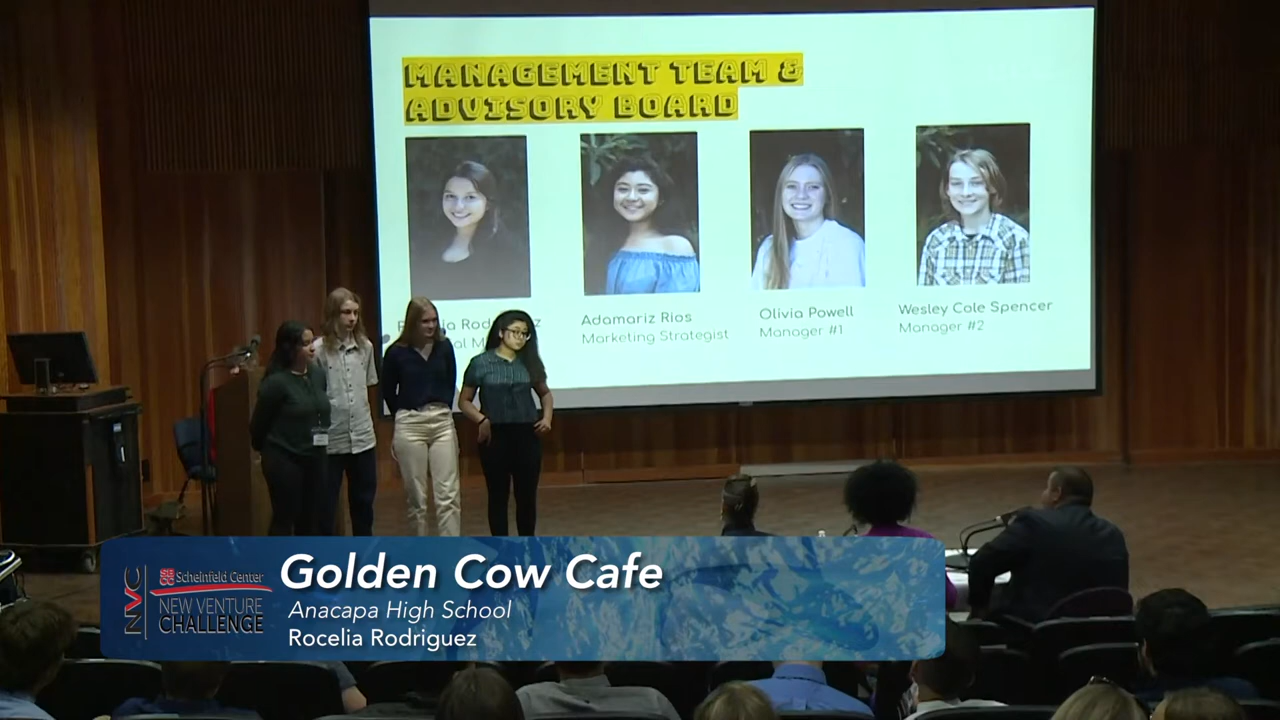 MANAGEMENT TEAM &
ADVISORY BOARD
Adamariz Rios
Marketing Strategist
Olivia Powell
Manager #1
Wesley Cole Spencer
Manager #2
NVC
SBCC
Scheinfeld Center
NEW VENTURE
CHALLENGE
Golden Cow Cafe
Anacapa High School
Rocelia Rodriguez